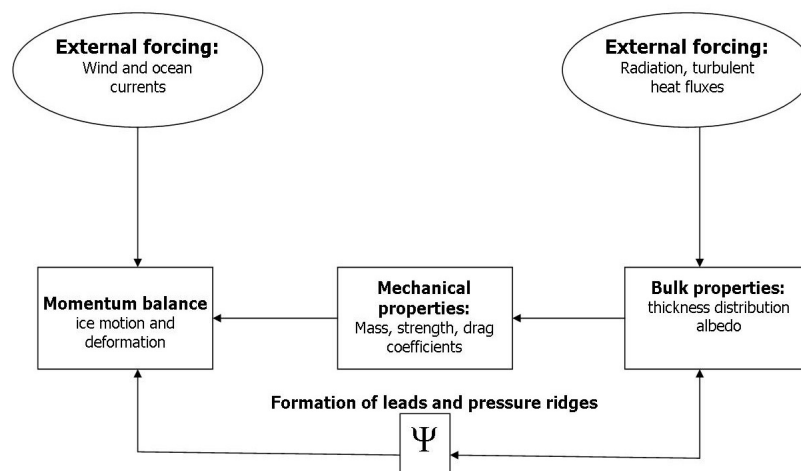 External forcing:
Wind and ocean
currents
External forcing:
Radiation, turbulent
heat fluxes
Momentum balance
ice motion and
deformation
Mechanical
properties:
Mass, strength, drag
coefficients
Bulk properties:
thickness distribution
albedo
Formation of leads and pressure ridges
Ψ